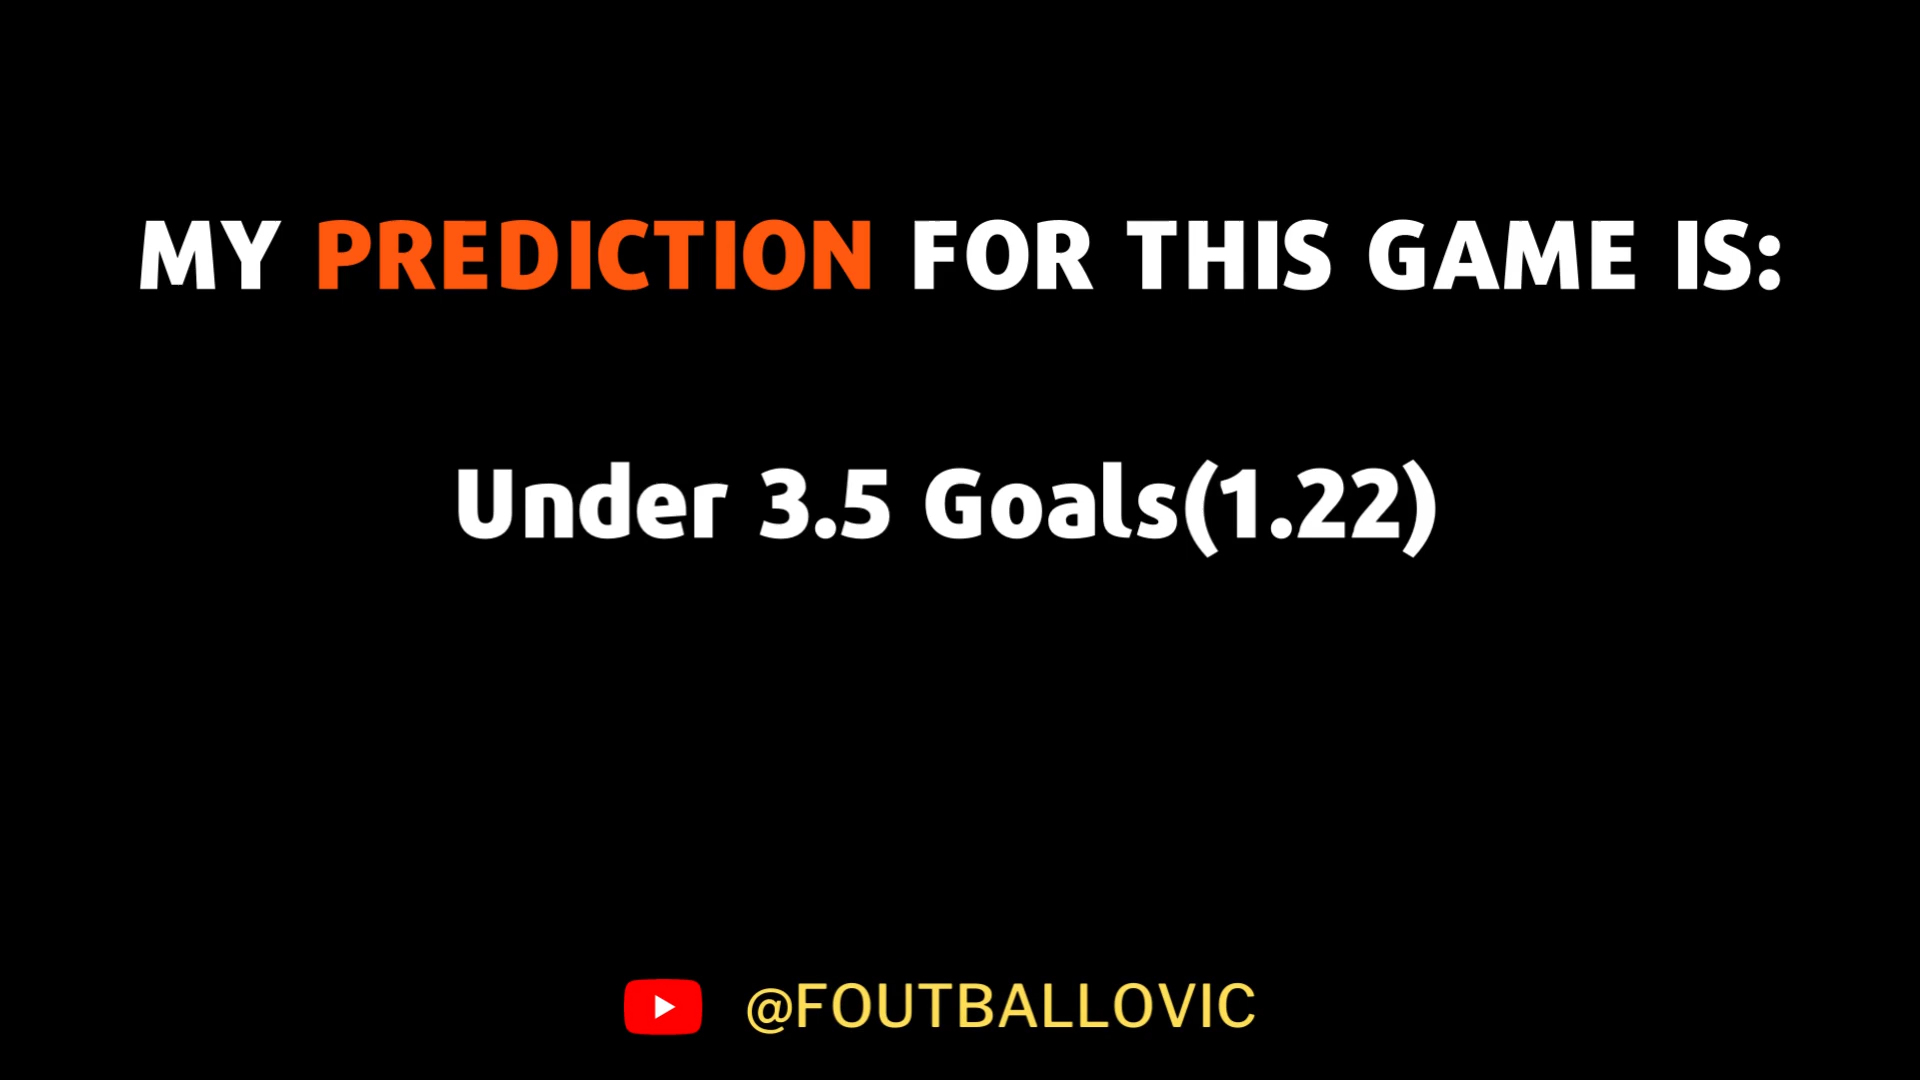 MY PREDICTION FOR THIS GAME IS:
Under 3.5 Goals(1.22)
@FOUTBALLOVIC